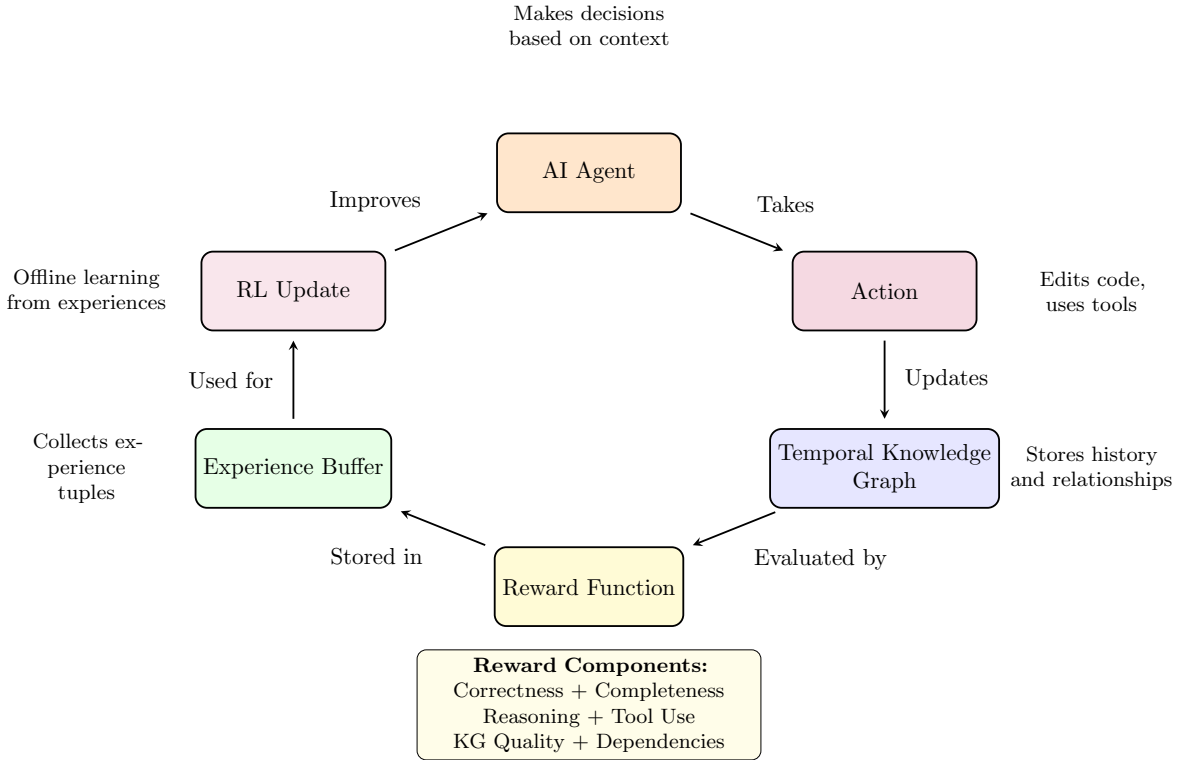 Makes decisions
based on context
AI Agent
Improves
Takes
Offline learning
from experiences
RL Update
Action
Edits code,
uses tools
Used for
Updates
Collects ex-
perience
tuples
Experience Buffer
Temporal Knowledge
Graph
Stores history
and relationships
Stored in
Evaluated by
Reward Function
Reward Components:
Correctness + Completeness
Reasoning + Tool Use
KG Quality + Dependencies